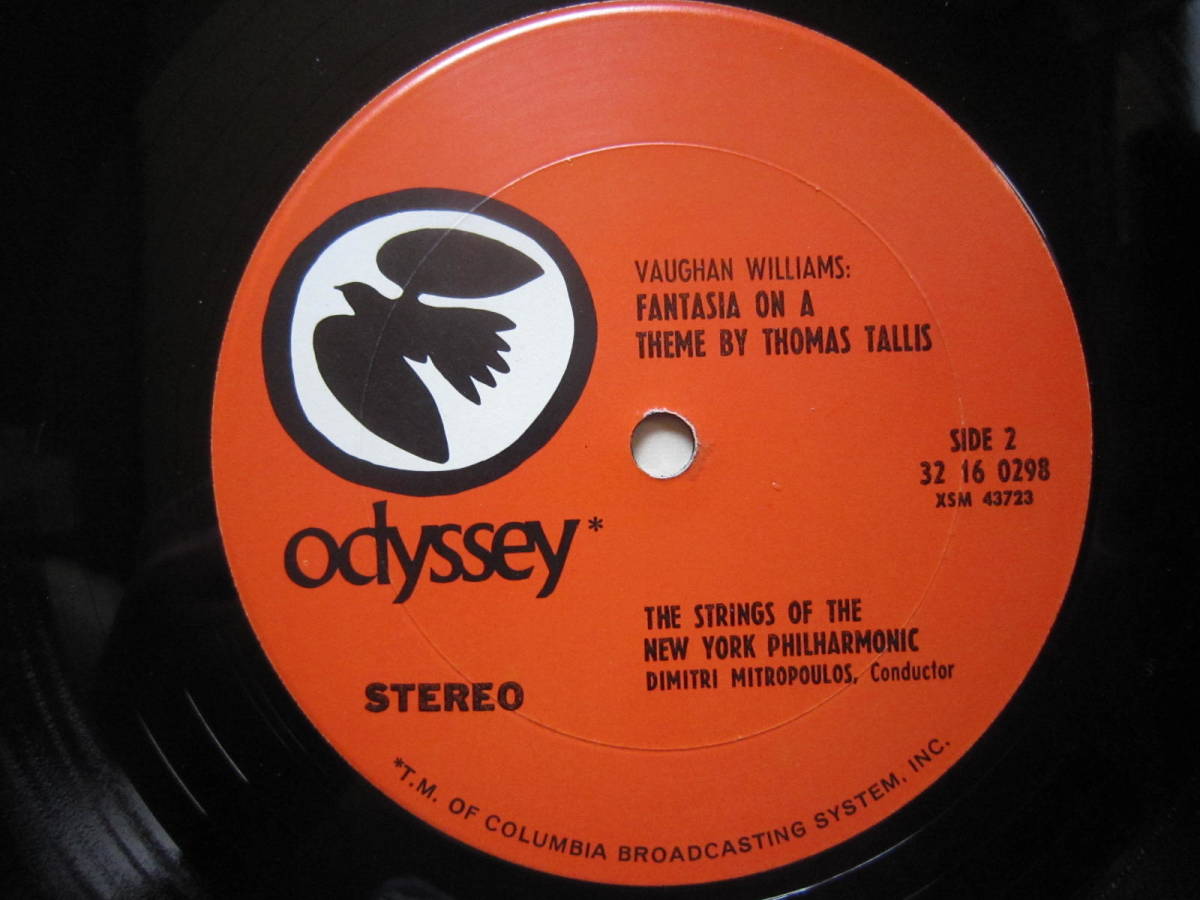 VAUGHAN WILLIAMS:
FANTASIA ON A
THEME BY THOMAS TALLIS
SIDE 2
32 16 0298
XSM 43723
odyssey*
THE STRINGS OF THE
NEW YORK PHILHARMONIC
DIMITRI MITROPOULOS, Conductor
STEREO
*T.M. OF COLUMBIA BROADCASTING SYSTEM, INC.